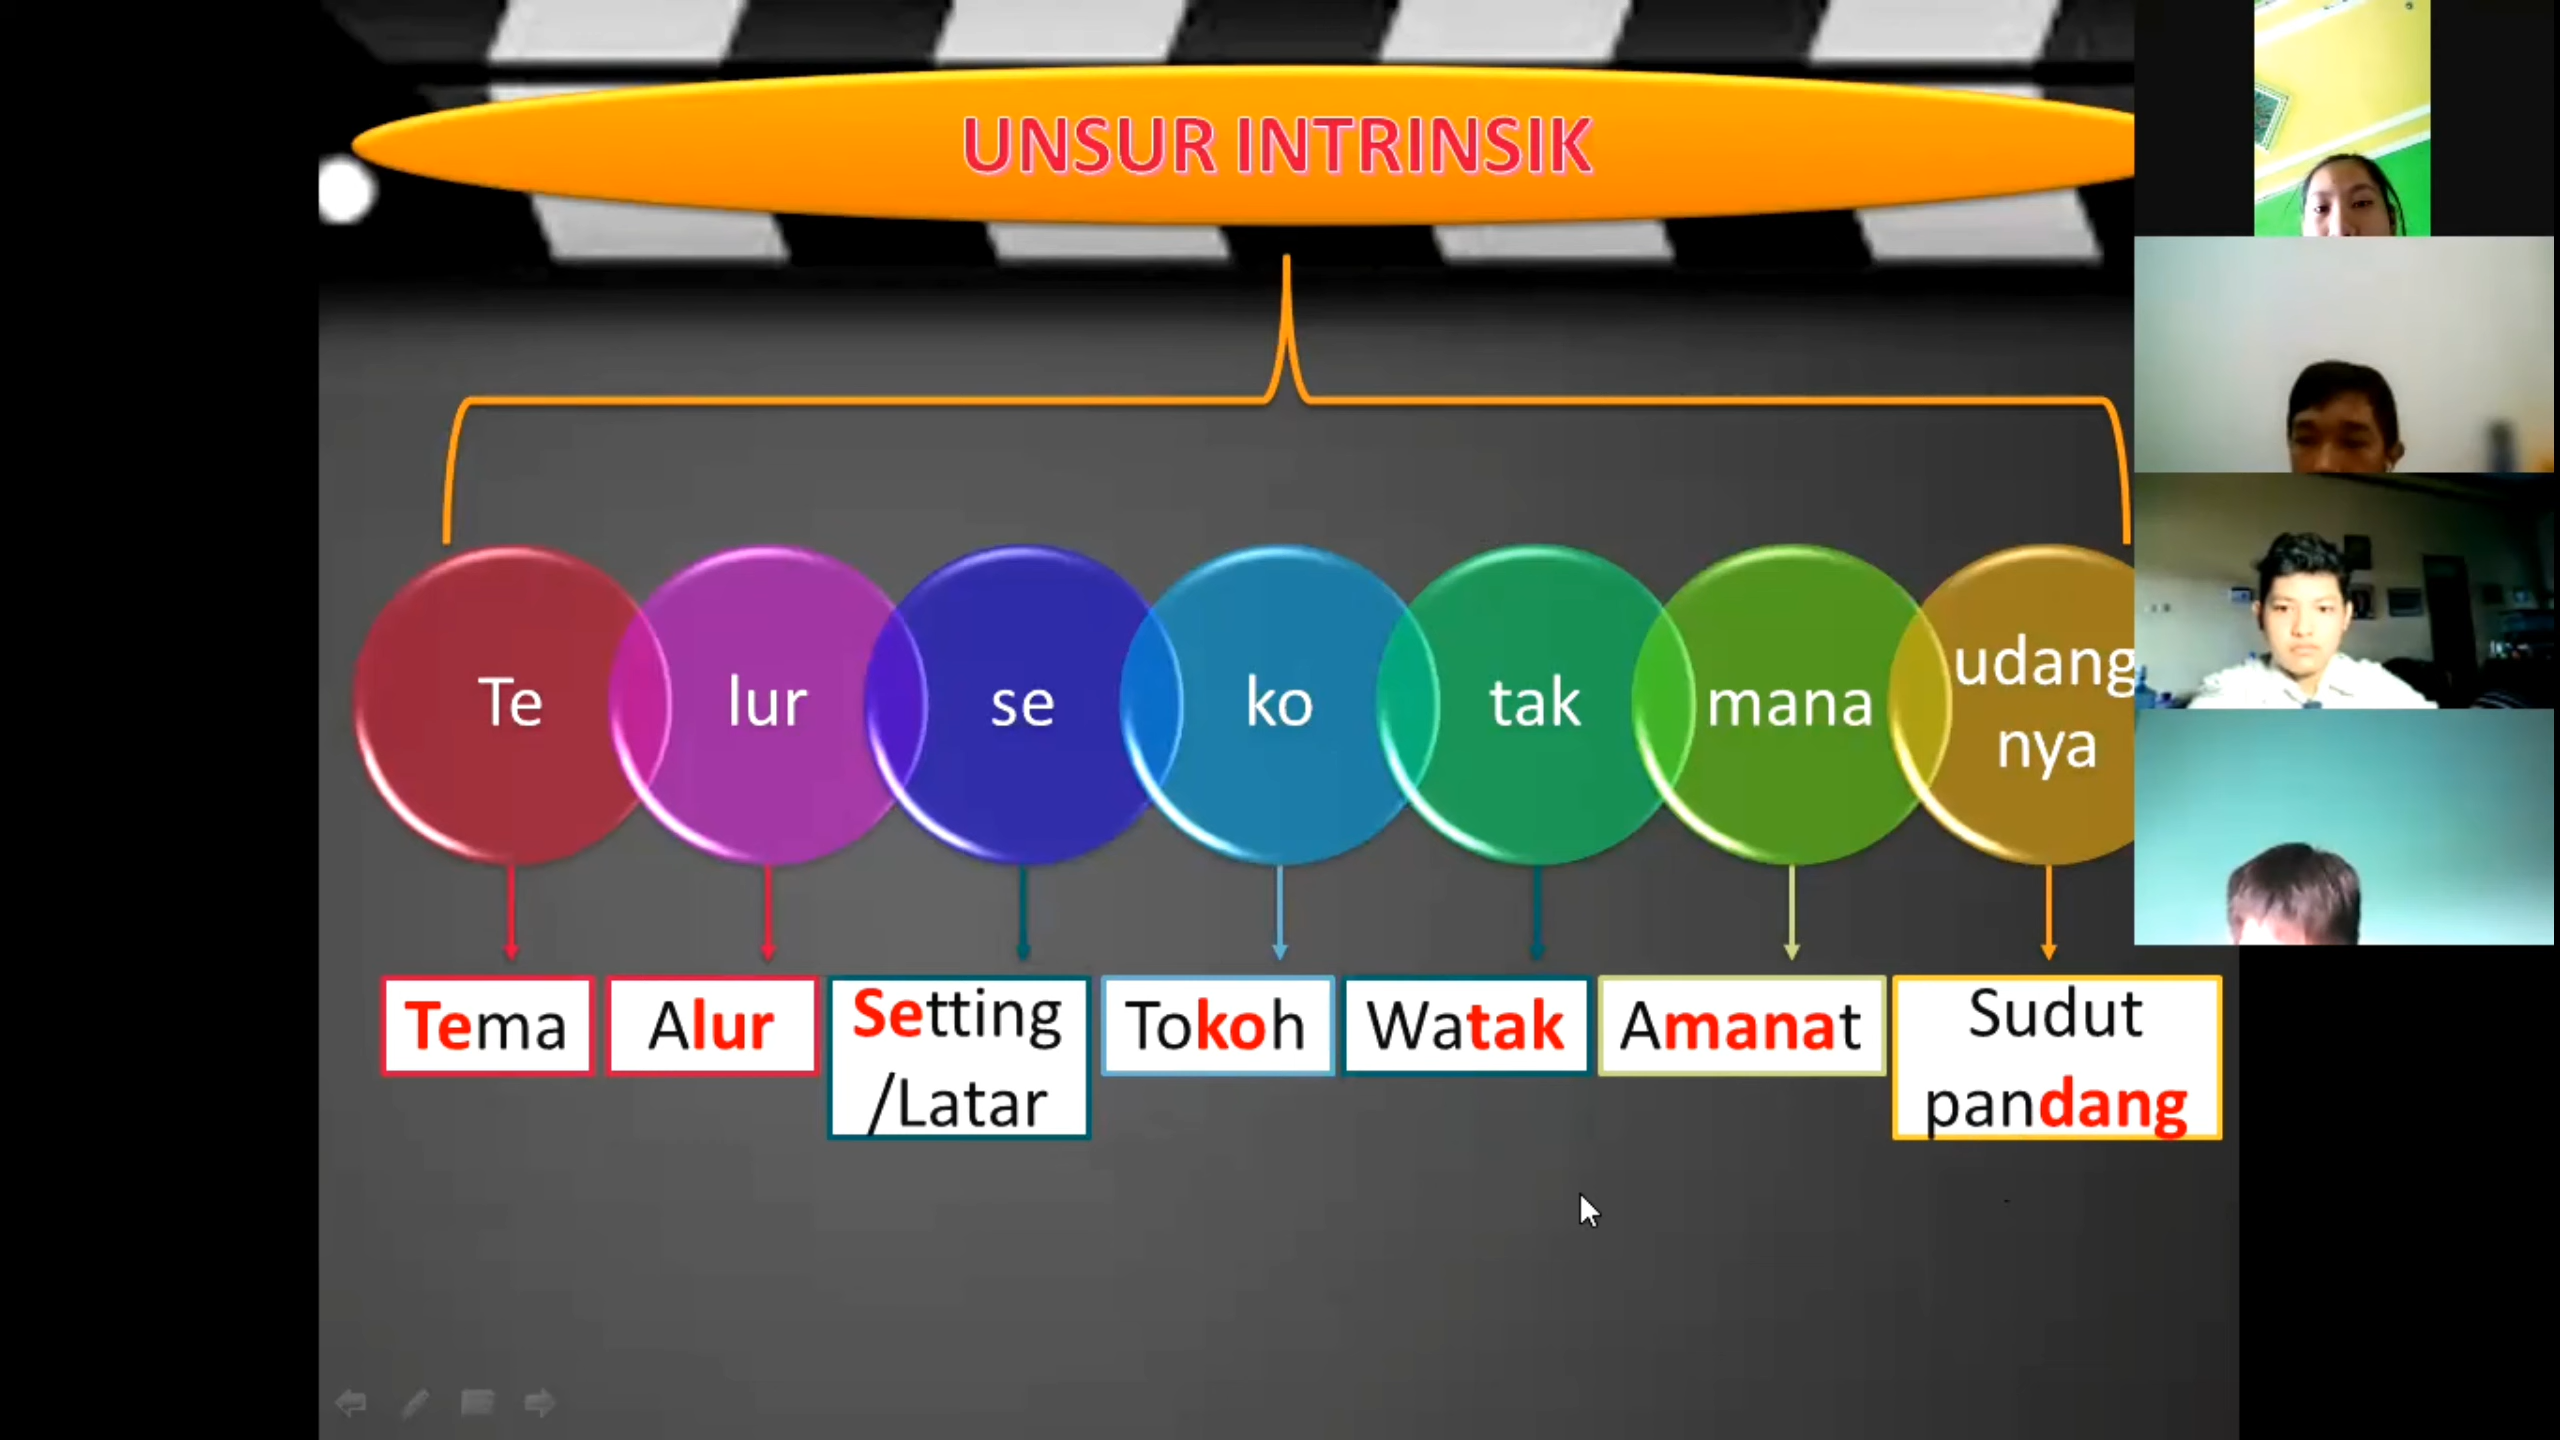 UNSUR INTRINSIK
Te
lur
se
ko
tak
mana
udang
nya
Tema
Alur
Setting
/Latar
Tokoh
Watak
Amanat
Sudut
pandang